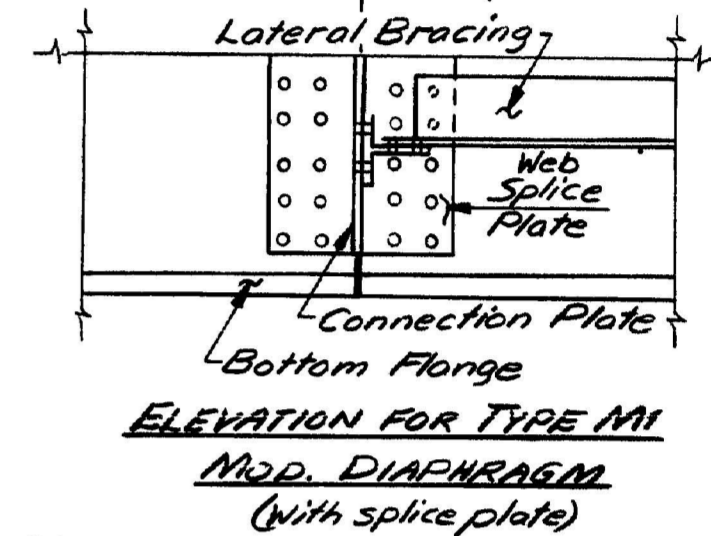 Lateral Bracing
Web
Splice
Plate
Connection Plate
Bottom Flange
ELEVATION FOR TYPE M1
MOD. DIAPHRAGM
(with splice plate)